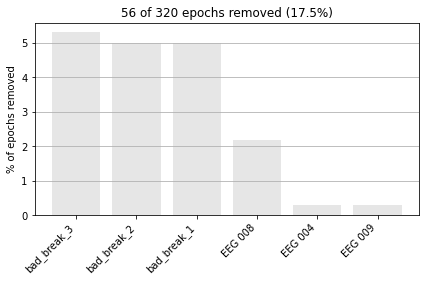 56 of 320 epochs removed (17.5%)
% of epochs removed
5
4
3
2
1
0
bad_break_3
bad_break_2
bad_break_1
EEG 008
EEG 004
EEG 009